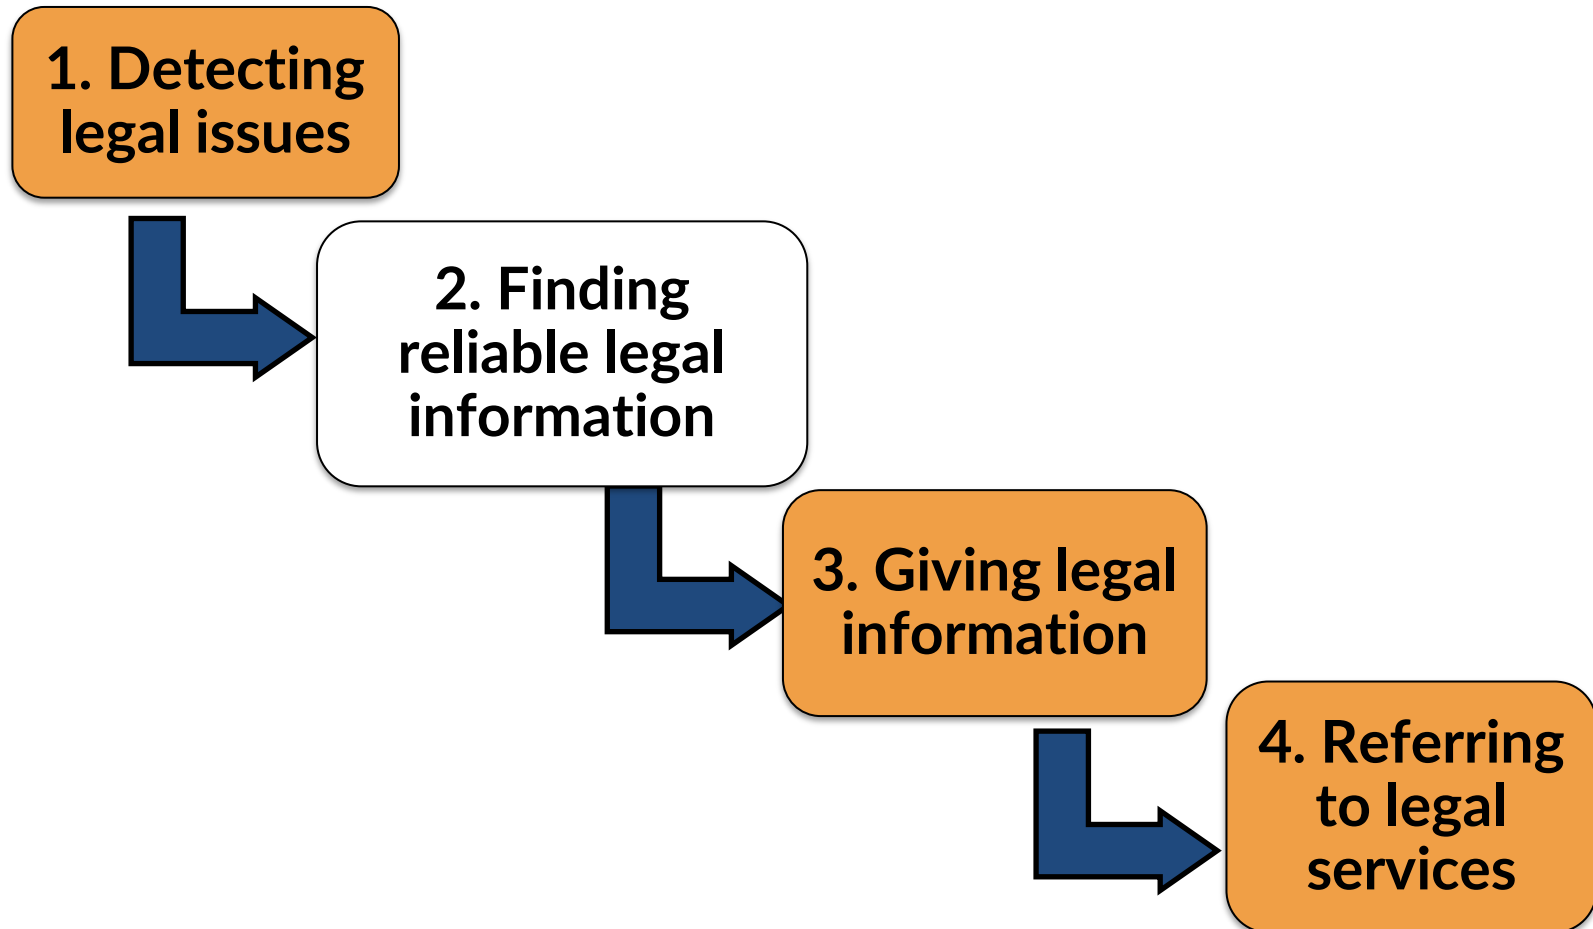 1. Detecting
legal issues
2. Finding
reliable legal
information
3. Giving legal
information
4. Referring
to legal
services